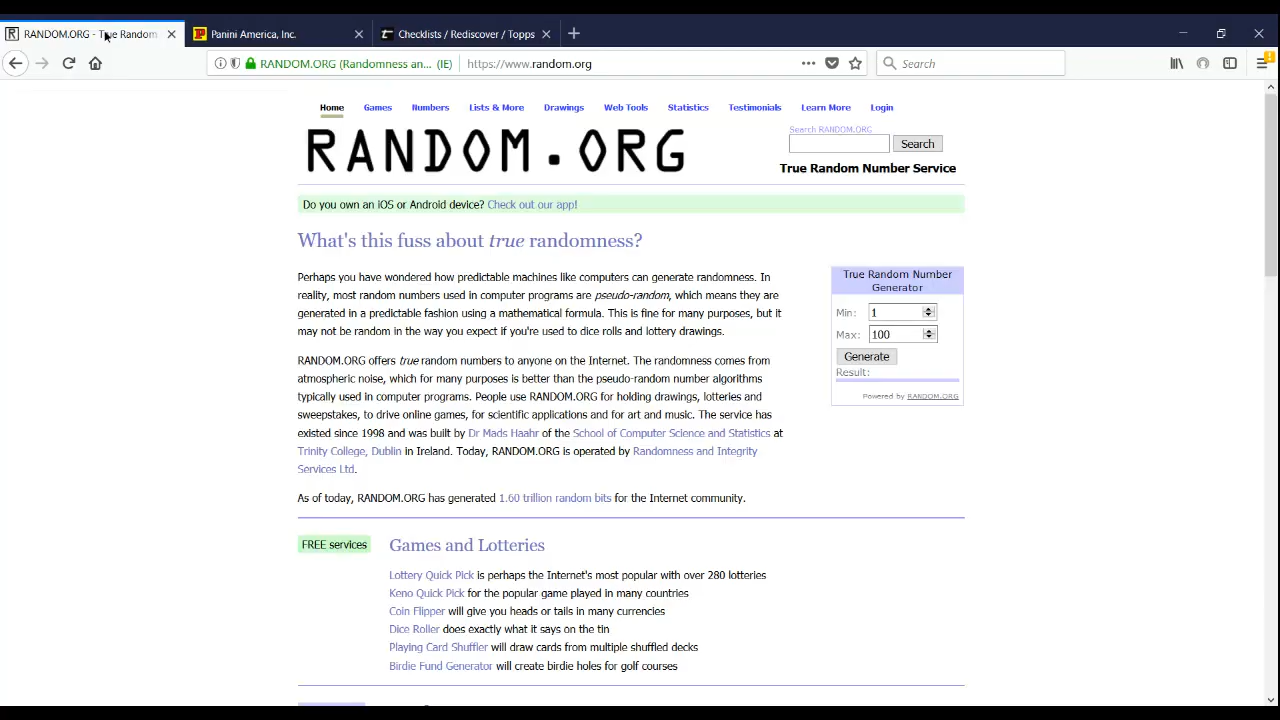 RANDOM.ORG - True Random
Panini America, Inc.
Checklists / Rediscover / Topps
RANDOM.ORG (Randomness an... (IE)
https://www.random.org
Search
Home Games Numbers Lists & More Drawings Web Tools Statistics Testimonials Learn More Login
RANDOM.ORG
Search RANDOM.ORG
Search
True Random Number Service
Do you own an iOS or Android device? Check out our app!
What's this fuss about true randomness?
Perhaps you have wondered how predictable machines like computers can generate randomness. In
reality, most random numbers used in computer programs are pseudo-random, which means they are
generated in a predictable fashion using a mathematical formula. This is fine for many purposes, but it
may not be random in the way you expect if you're used to dice rolls and lottery drawings.
RANDOM.ORG offers true random numbers to anyone on the Internet. The randomness comes from
atmospheric noise, which for many purposes is better than the pseudo-random number algorithms
typically used in computer programs. People use RANDOM.ORG for holding drawings, lotteries and
sweepstakes, to drive online games, for scientific applications and for art and music. The service has
existed since 1998 and was built by Dr Mads Haahr of the School of Computer Science and Statistics at
Trinity College, Dublin in Ireland. Today, RANDOM.ORG is operated by Randomness and Integrity
Services Ltd.
As of today, RANDOM.ORG has generated 1.60 trillion random bits for the Internet community.
True Random Number
Generator
Min: 1
Max: 100
Generate
Result:
Powered by RANDOM.ORG
FREE services
Games and Lotteries
Lottery Quick Pick is perhaps the Internet's most popular with over 280 lotteries
Keno Quick Pick for the popular game played in many countries
Coin Flipper will give you heads or tails in many currencies
Dice Roller does exactly what it says on the tin
Playing Card Shuffler will draw cards from multiple shuffled decks
Birdie Fund Generator will create birdie holes for golf courses